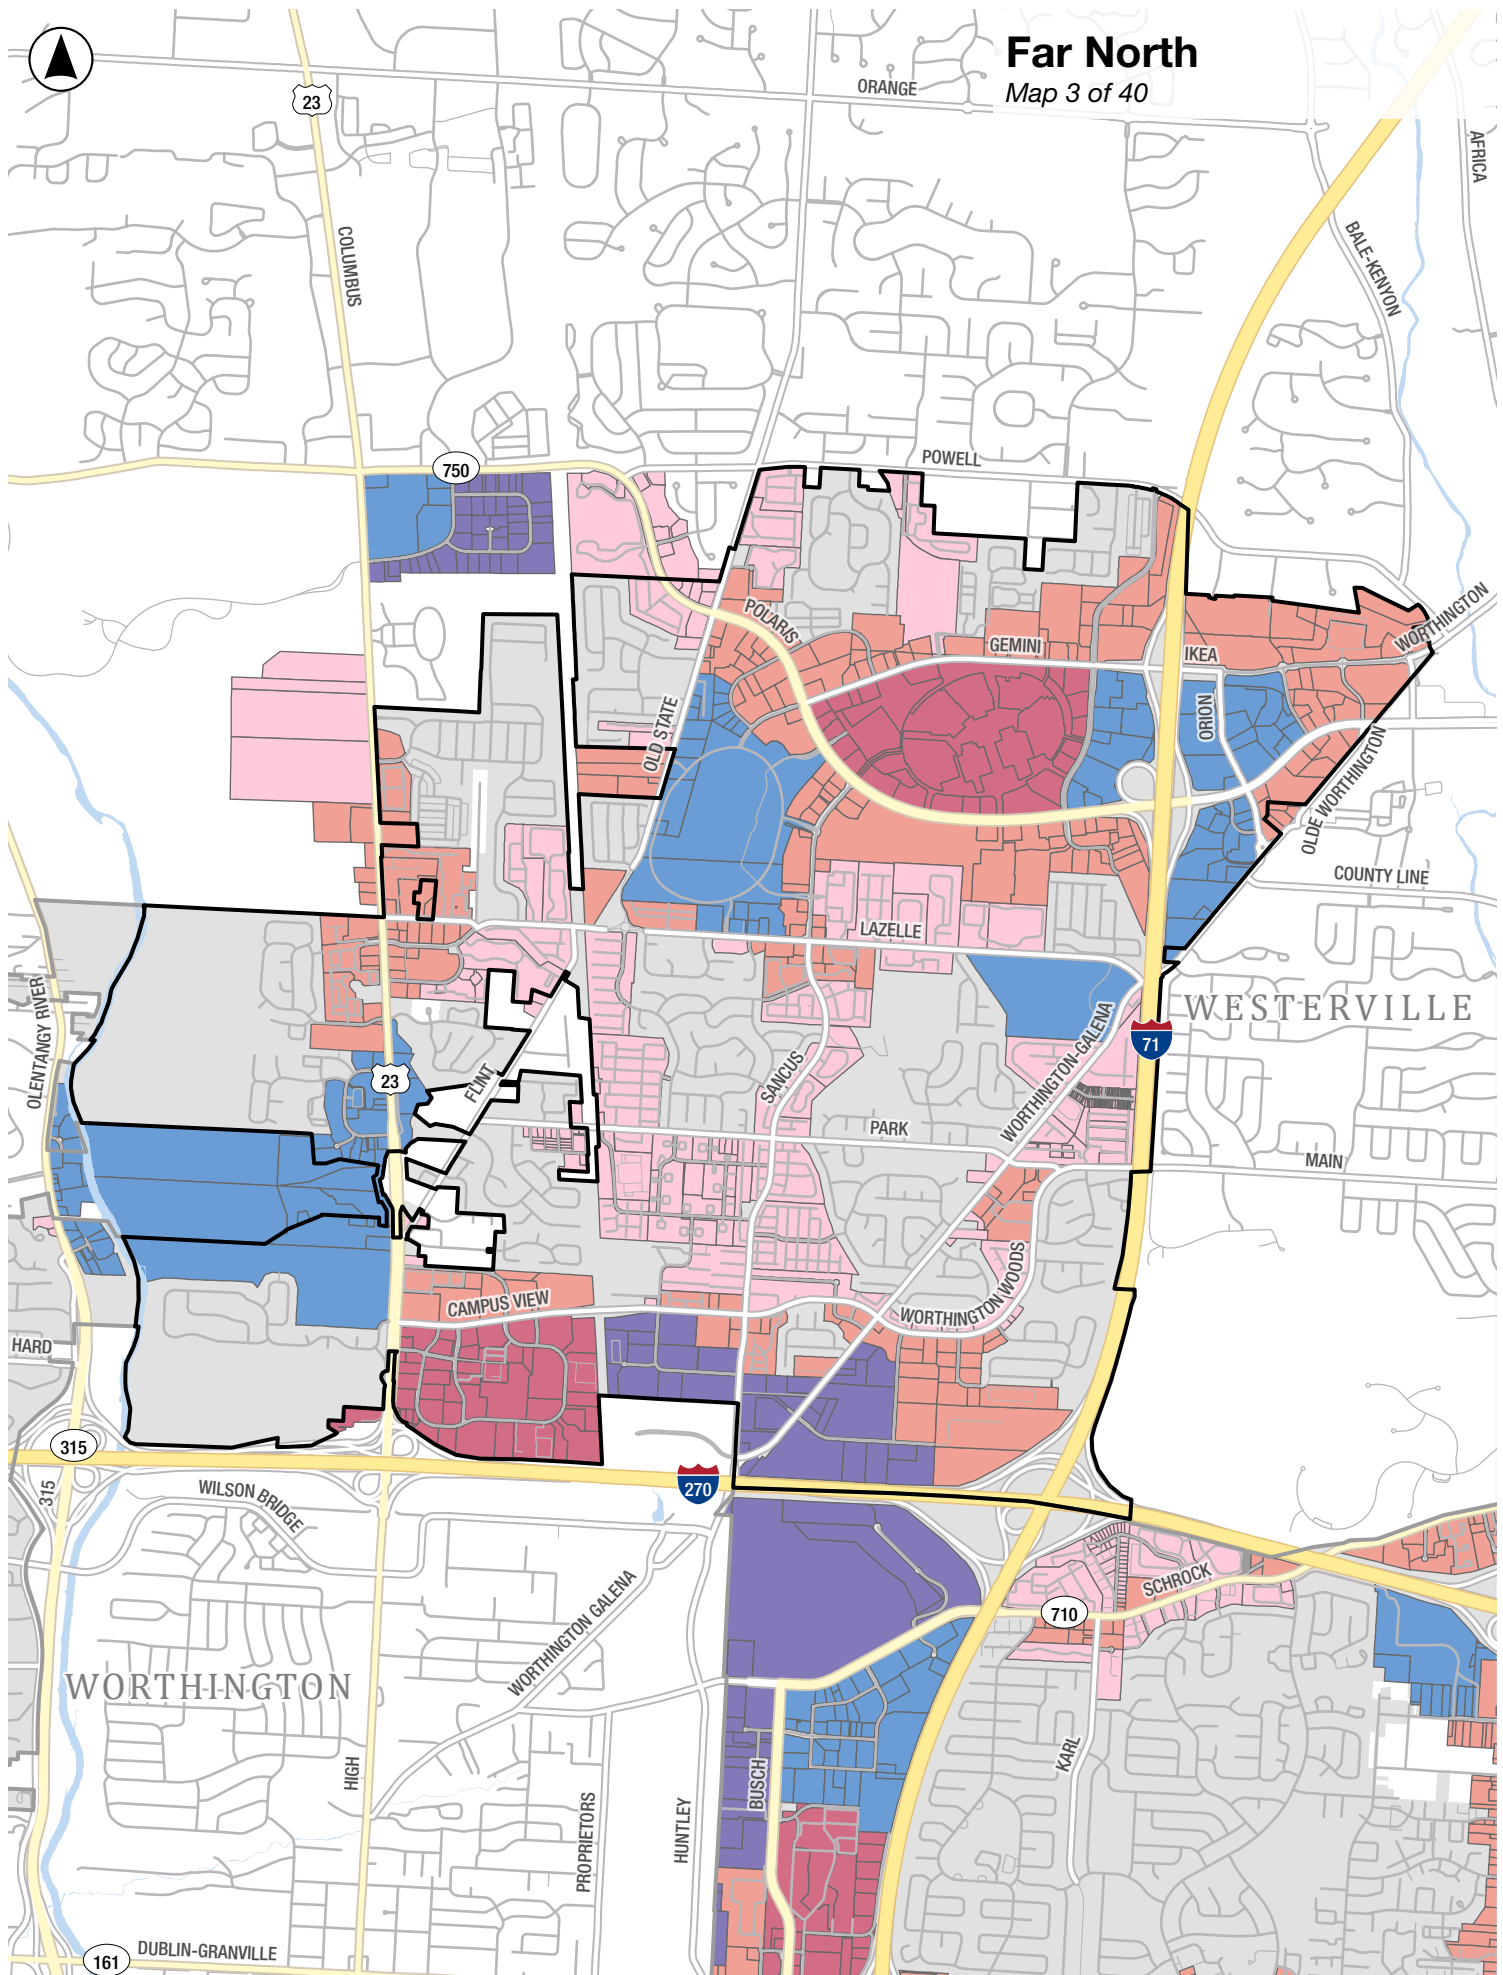 Far North
Map 3 of 40
ORANGE
23
AFRICA
COLUMBUS
BALE-KENYON
750
POWELL
POLARIS
GEMINI
IKEA
WORTHINGTON
OLD STATE
ORION
OLDE WORTHINGTON
COUNTY LINE
LAZELLE
OLENTANGY RIVER
WESTERVILLE
71
WORTHINGTON-GALENA
23
FLINT
SANCUS
PARK
MAIN
WORTHINGTON WOODS
CAMPUS VIEW
HARD
315
315
WILSON BRIDGE
270
SCHROCK
710
WORTHINGTON GALENA
WORTHINGTON
KARL
HIGH
BUSCH
PROPRIETORS
HUNTLEY
DUBLIN-GRANVILLE
161